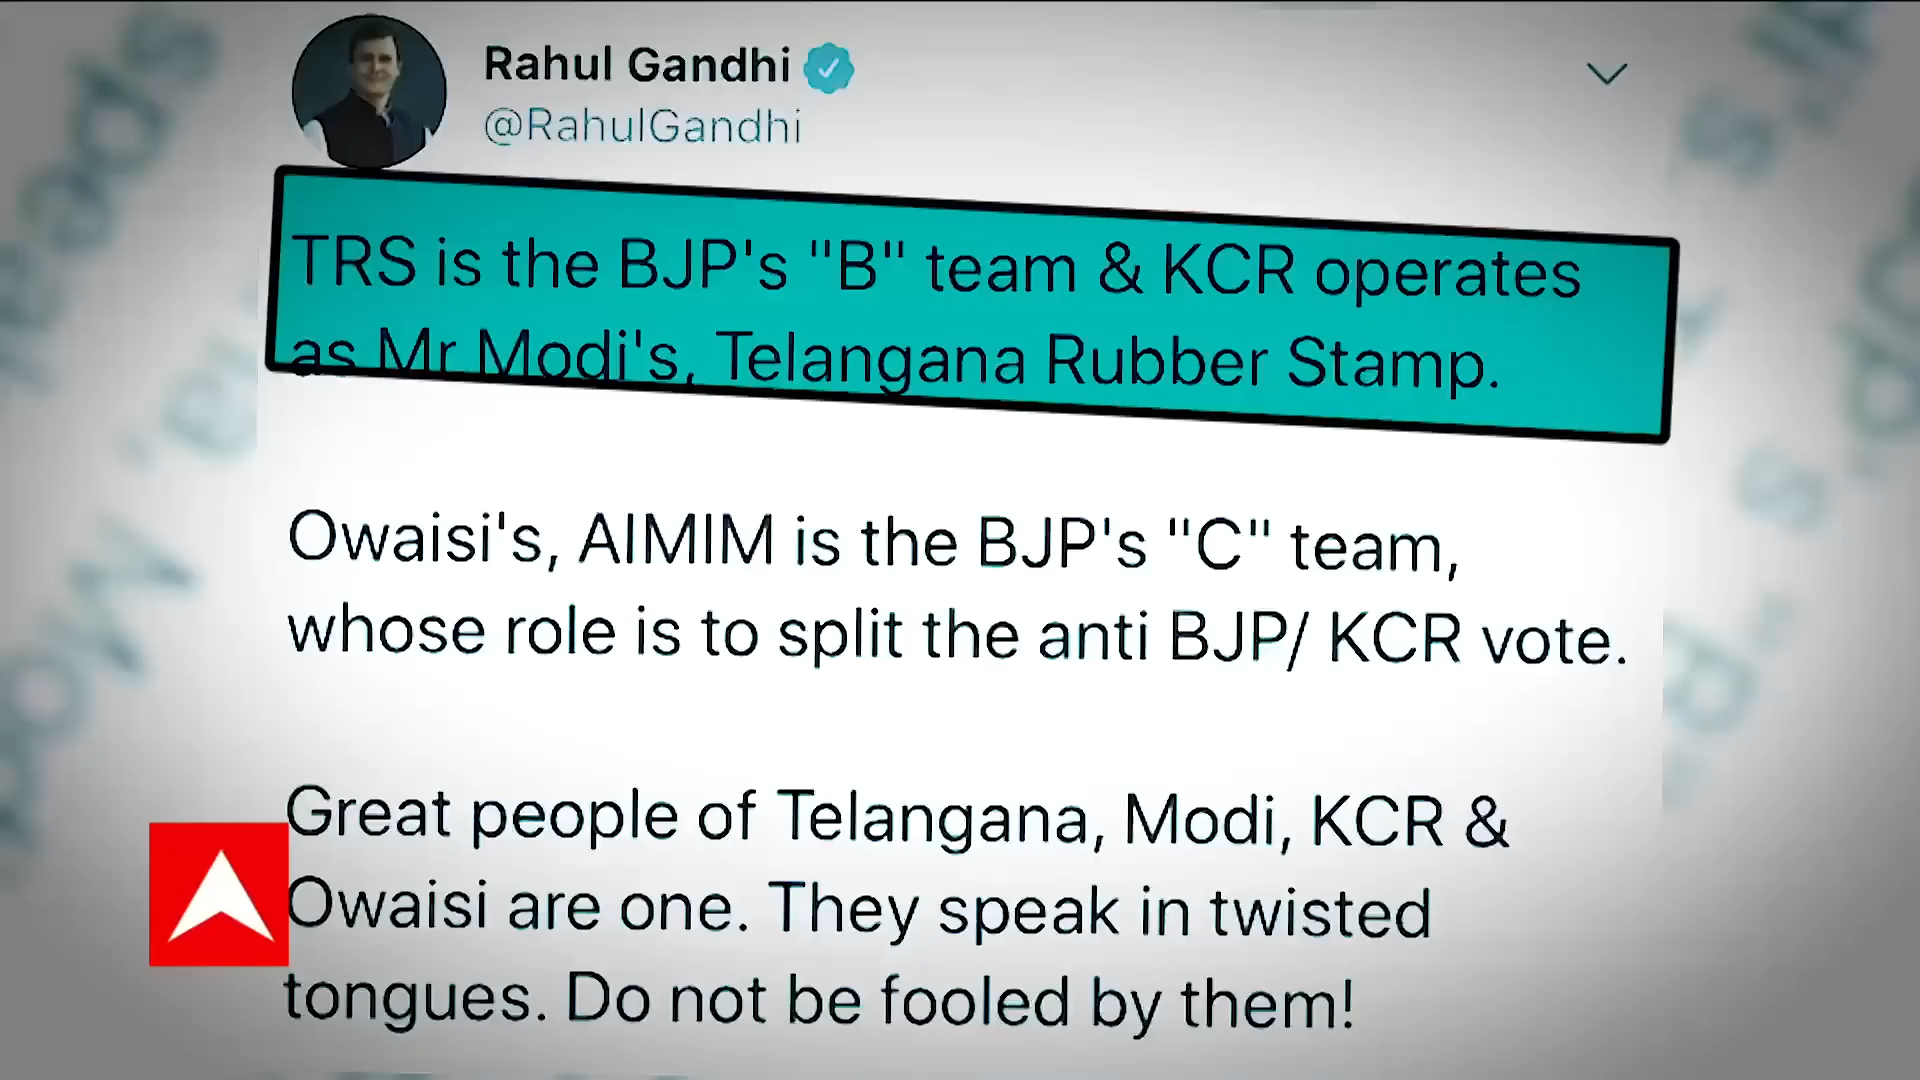 Rahul Gandhi
@RahulGandhi
TRS is the BJP's "B" team & KCR operates
as Mr Modi's, Telangana Rubber Stamp.
Owaisi's, AIMIM is the BJP's "C" team,
whose role is to split the anti BJP/ KCR vote.
Great people of Telangana, Modi, KCR &
Owaisi are one. They speak in twisted
tongues. Do not be fooled by them!